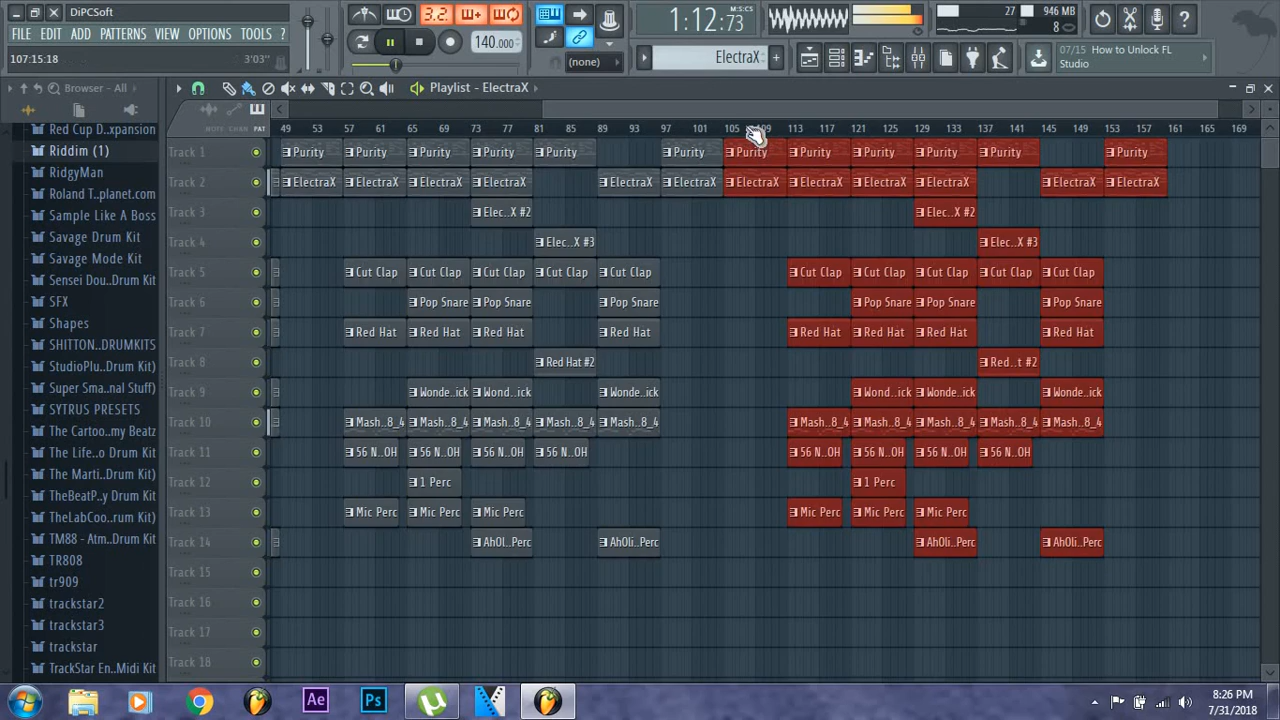 DiPCSoft
FILE EDIT ADD PATTERNS VIEW OPTIONS TOOLS ?
107:15:18 3'03"
3.2
140.000
(none)
M:S:CS
1:12:73
ElectraX
27 946 MB
8
07/15 How to Unlock FL
Studio
Browser - All
Playlist - ElectraX
NOTE CHAN PAT
49 53 57 61 65 69 73 77 81 85 89 93 97 101 105 109 113 117 121 125 129 133 137 141 145 149 153 157 161 165 169
Red Cup D..xpansion
Riddim (1)
RidgyMan
Roland T..planet.com
Sample Like A Boss
Savage Drum Kit
Savage Mode Kit
Sensei Dou..Drum Kit
SFX
Shapes
SHITTON..DRUMKITS
StudioPlu..Drum Kit
Super Sma..nal Stuff)
SYTRUS PRESETS
The Cartoo..my Beatz
The Life..o Drum Kit
The Marti..Drum Kit)
TheBeatP..y Drum Kit
TheLabCoo..rum Kit)
TM88 - Atm..Drum Kit
TR808
tr909
trackstar2
trackstar3
trackstar
TrackStar En..Midi Kit
Track 1 Purity Purity Purity Purity Purity Purity Purity Purity Purity Purity Purity Purity
Track 2 ElectraX ElectraX ElectraX ElectraX ElectraX ElectraX ElectraX ElectraX ElectraX ElectraX ElectraX ElectraX
Track 3 Elec..X #2 Elec..X #2
Track 4 Elec..X #3 Elec..X #3
Track 5 Cut Clap Cut Clap Cut Clap Cut Clap Cut Clap Cut Clap Cut Clap Cut Clap Cut Clap Cut Clap
Track 6 Pop Snare Pop Snare Pop Snare Pop Snare Pop Snare Pop Snare
Track 7 Red Hat Red Hat Red Hat Red Hat Red Hat Red Hat Red Hat Red Hat
Track 8 Red Hat #2 Red..t #2
Track 9 Wonde..ick Wond..ick Wonde..ick Wond..ick Wonde..ick Wonde..ick
Track 10 Mash..8_4 Mash..8_4 Mash..8_4 Mash..8_4 Mash..8_4 Mash..8_4 Mash..8_4 Mash..8_4 Mash..8_4 Mash..8_4
Track 11 56 N..OH 56 N..OH 56 N..OH 56 N..OH 56 N..OH 56 N..OH 56 N..OH 56 N..OH
Track 12 1 Perc 1 Perc
Track 13 Mic Perc Mic Perc Mic Perc Mic Perc Mic Perc Mic Perc
Track 14 AhOl..Perc AhOli..Perc AhOli..Perc AhOli..Perc
Track 15
Track 16
Track 17
Track 18
Ae Ps
8:26 PM
7/31/2018